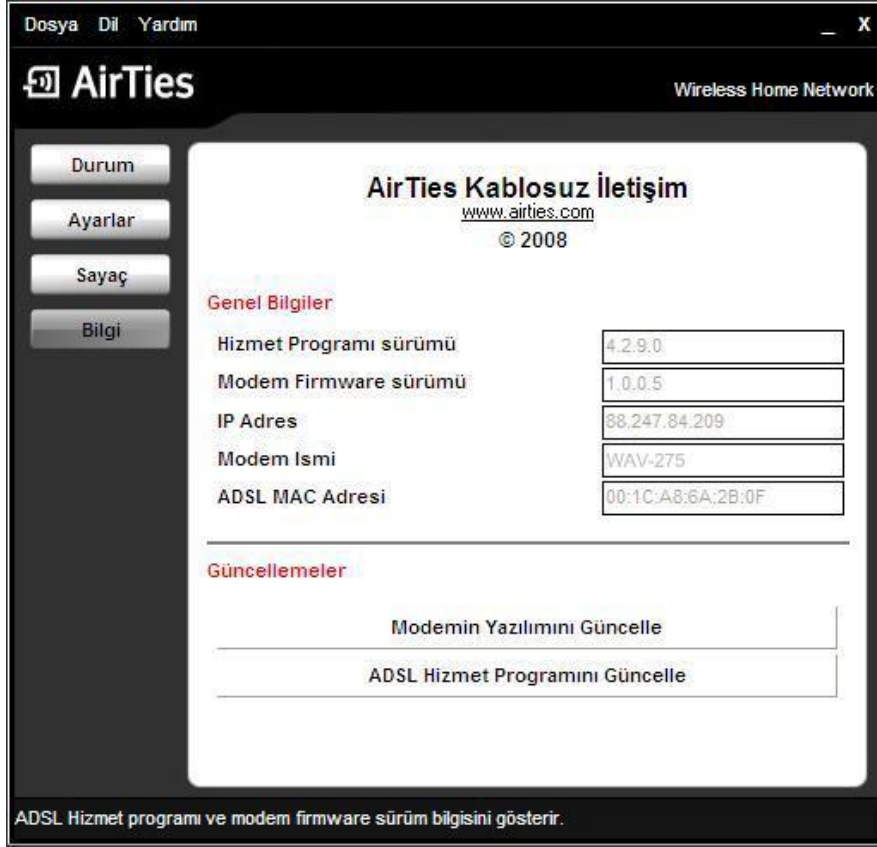 Dosya Dil Yardım _ X
AirTies
Wireless Home Network
Durum
Ayarlar
Sayaç
Bilgi
AirTies Kablosuz İletişim
www.airties.com
© 2008
Genel Bilgiler
Hizmet Programı sürümü 4.2.9.0
Modem Firmware sürümü 1.0.0.5
IP Adres 88.247.84.209
Modem Ismi WAV-275
ADSL MAC Adresi 00:1C:A8:6A:2B:0F
Güncellemeler
Modemin Yazılımını Güncelle
ADSL Hizmet Programını Güncelle
ADSL Hizmet programı ve modem firmware sürüm bilgisini gösterir.